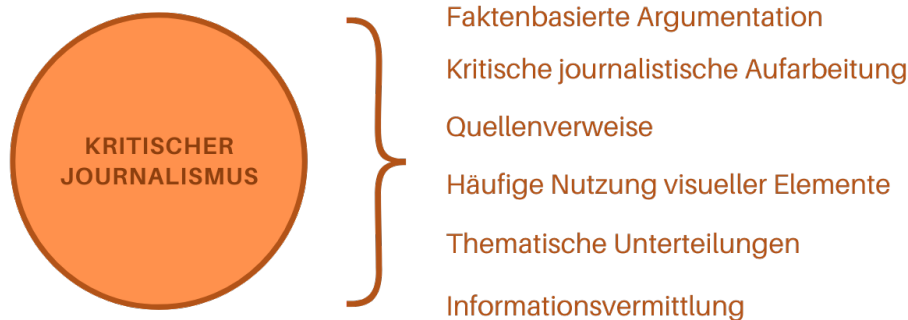 KRITISCHER
JOURNALISMUS
Faktenbasierte Argumentation
Kritische journalistische Aufarbeitung
Quellenverweise
Häufige Nutzung visueller Elemente
Thematische Unterteilungen
Informationsvermittlung